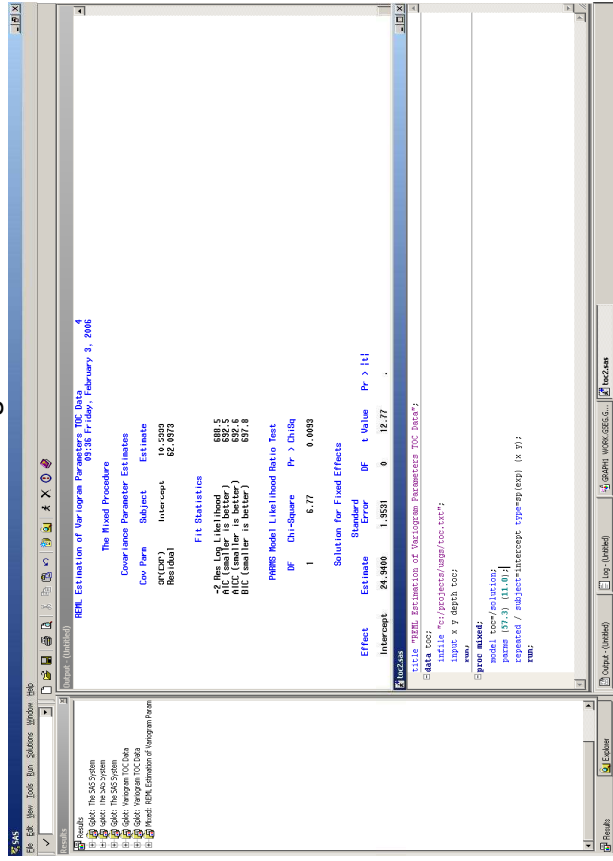 SAS
File Edit View Tools Run Solutions Window Help
Results
Results
Gplot: The SAS System
Gplot: The SAS System
Gplot: The SAS System
Gplot: Variogram TOC Data
Gplot: Variogram TOC Data
Mixed: REML Estimation of Variogram Param
Output - (Untitled)
REML Estimation of Variogram Parameters TOC Data 4
09:36 Friday, February 3, 2006
The Mixed Procedure
Covariance Parameter Estimates
Cov Parm Subject Estimate
SP(EXP) Intercept
Residual 62.0973
Fit Statistics
-2 Res Log Likelihood 688.5
AIC (smaller is better) 692.5
AICC (smaller is better) 692.6
BIC (smaller is better) 697.8
PARMS Model Likelihood Ratio Test
DF Chi-Square Pr > ChiSq
1 6.77 0.0093
Solution for Fixed Effects
Standard
Effect Estimate Error DF t Value Pr > |t|
Intercept 24.9400 1.9531 0 12.77 .
toc2.sas
title "REML Estimation of Variogram Parameters TOC Data";
data toc;
infile "c:/projects/usgs/toc.txt";
input x y depth toc;
run;
proc mixed;
model toc=/solution;
parms (57.3) (11.0);
repeated / subject=intercept type=sp(exp) (x y);
run;
Results Explorer Output - (Untitled) Log - (Untitled) GRAPH1 WORK.GSEG.G... toc2.sas